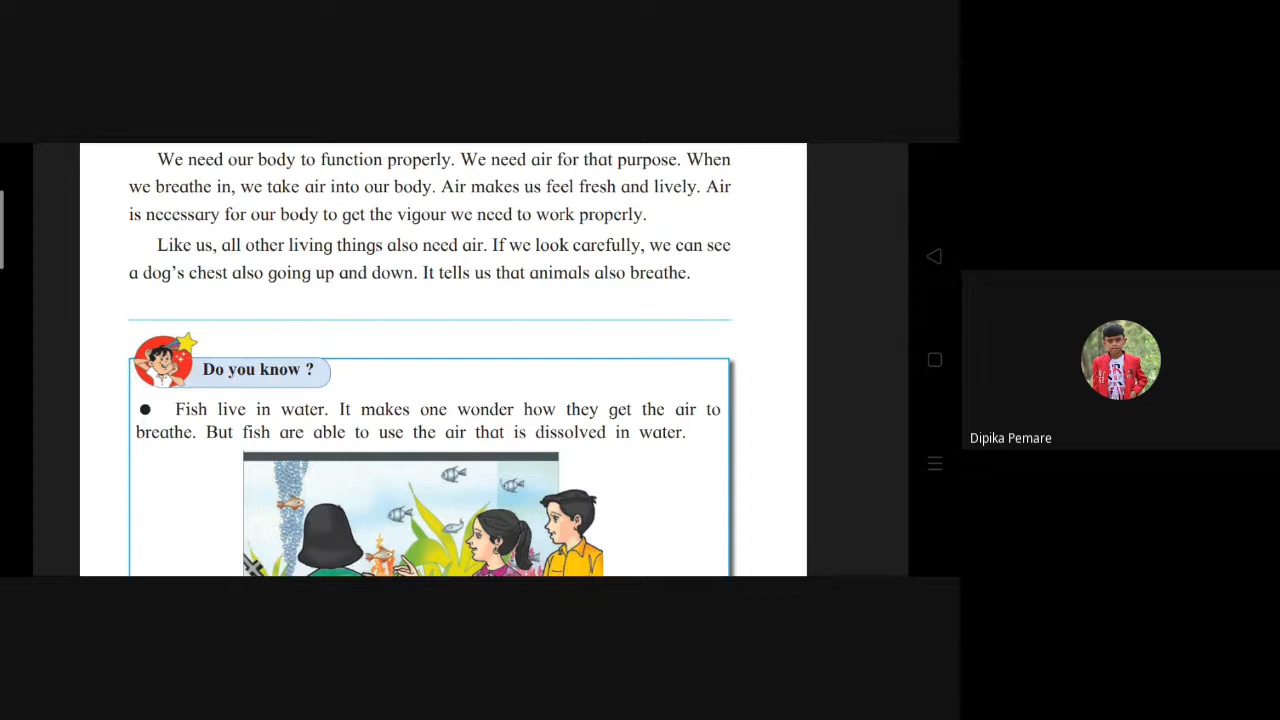 We need our body to function properly. We need air for that purpose. When
we breathe in, we take air into our body. Air makes us feel fresh and lively. Air
is necessary for our body to get the vigour we need to work properly.
Like us, all other living things also need air. If we look carefully, we can see
a dog's chest also going up and down. It tells us that animals also breathe.
Do you know ?
● Fish live in water. It makes one wonder how they get the air to
breathe. But fish are able to use the air that is dissolved in water.
Dipika Pemare